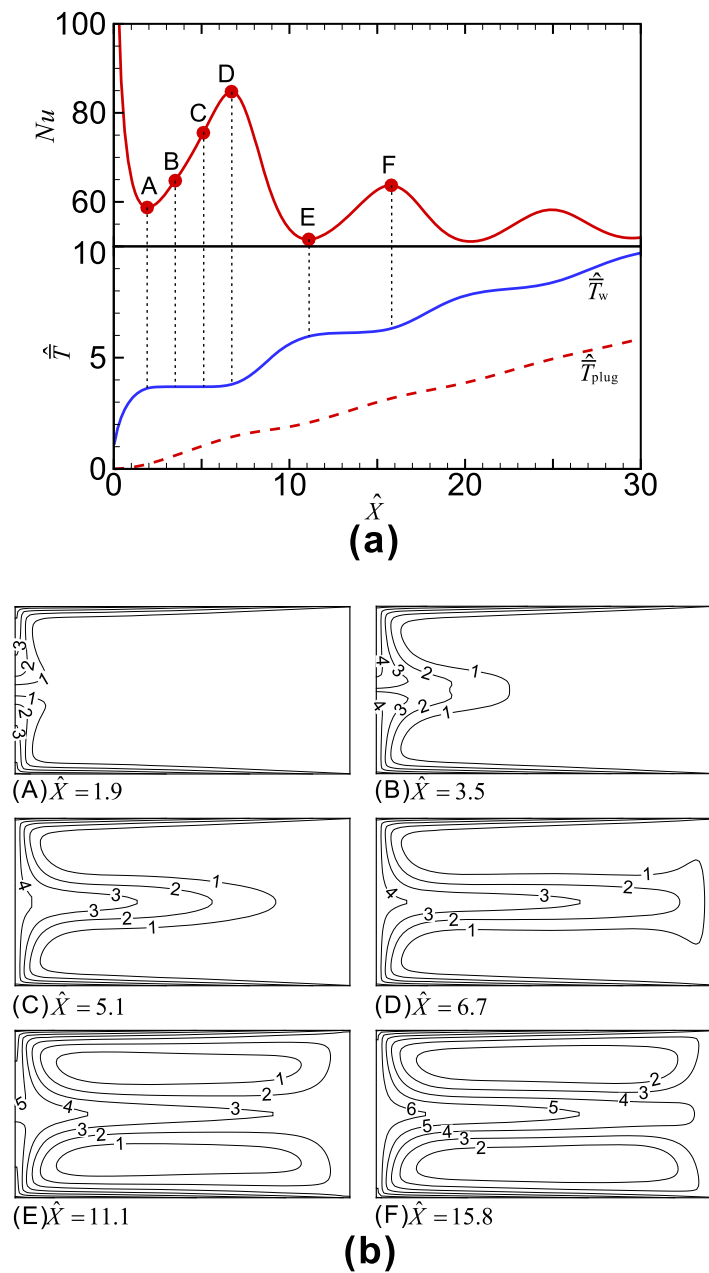 100
80
60
Nu
A
B
C
D
E
F
10
5
0
T̂
T̂w
T̂plug
0
10
20
30
X̂
(a)
3
2
1
1
2
3
(A) X̂ = 1.9
4
3
2
1
4
3
2
1
(B) X̂ = 3.5
4
3
2
1
3
2
1
(C) X̂ = 5.1
4
3
2
1
3
2
1
(D) X̂ = 6.7
5
4
3
1
3
2
1
(E) X̂ = 11.1
6
5
4
3
2
5
4
3
2
(F) X̂ = 15.8
(b)